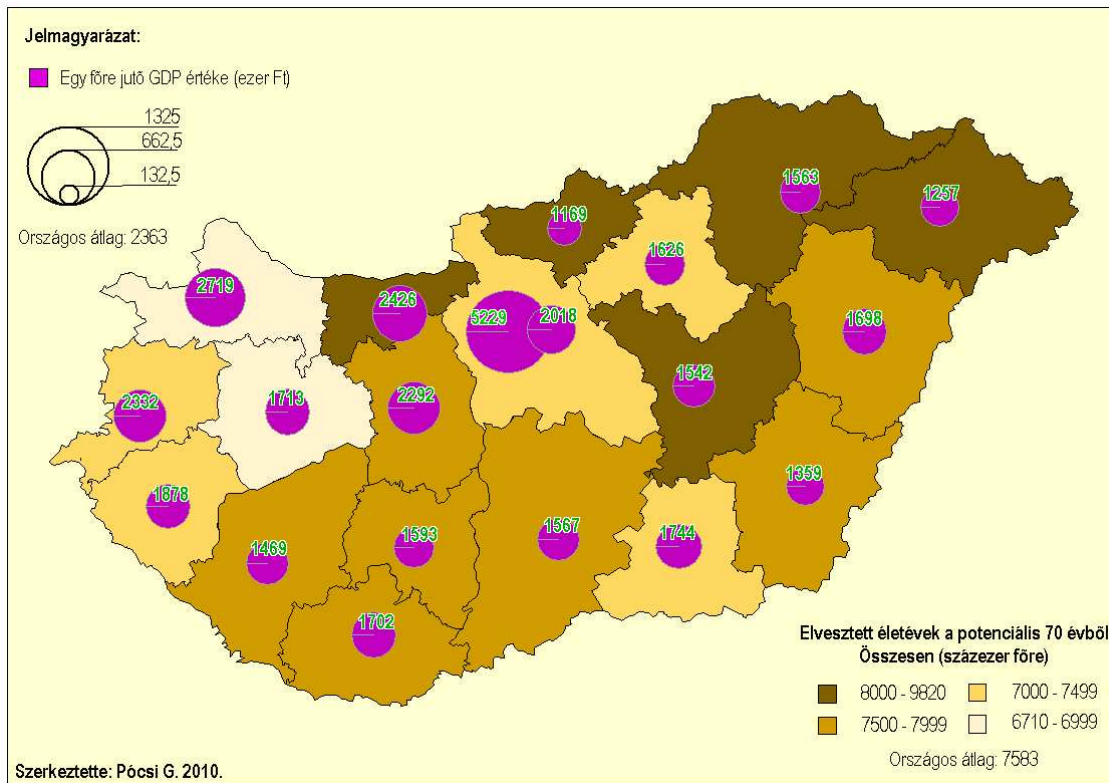 Jelmagyarázat:
Egy főre jutő GDP értéke (ezer Ft)
1325
662,5
132,5
Országos átlag: 2363
1563
1257
1169
1626
2719
2426
5229
2018
1698
1542
2332
1713
2292
1359
1878
1593
1567
1744
1469
1702
Elvesztett életévek a potenciális 70 évből
Összesen (százezer főre)
8000 - 9820
7000 - 7499
7500 - 7999
6710 - 6999
Országos átlag: 7583
Szerkeztette: Pócsi G. 2010.